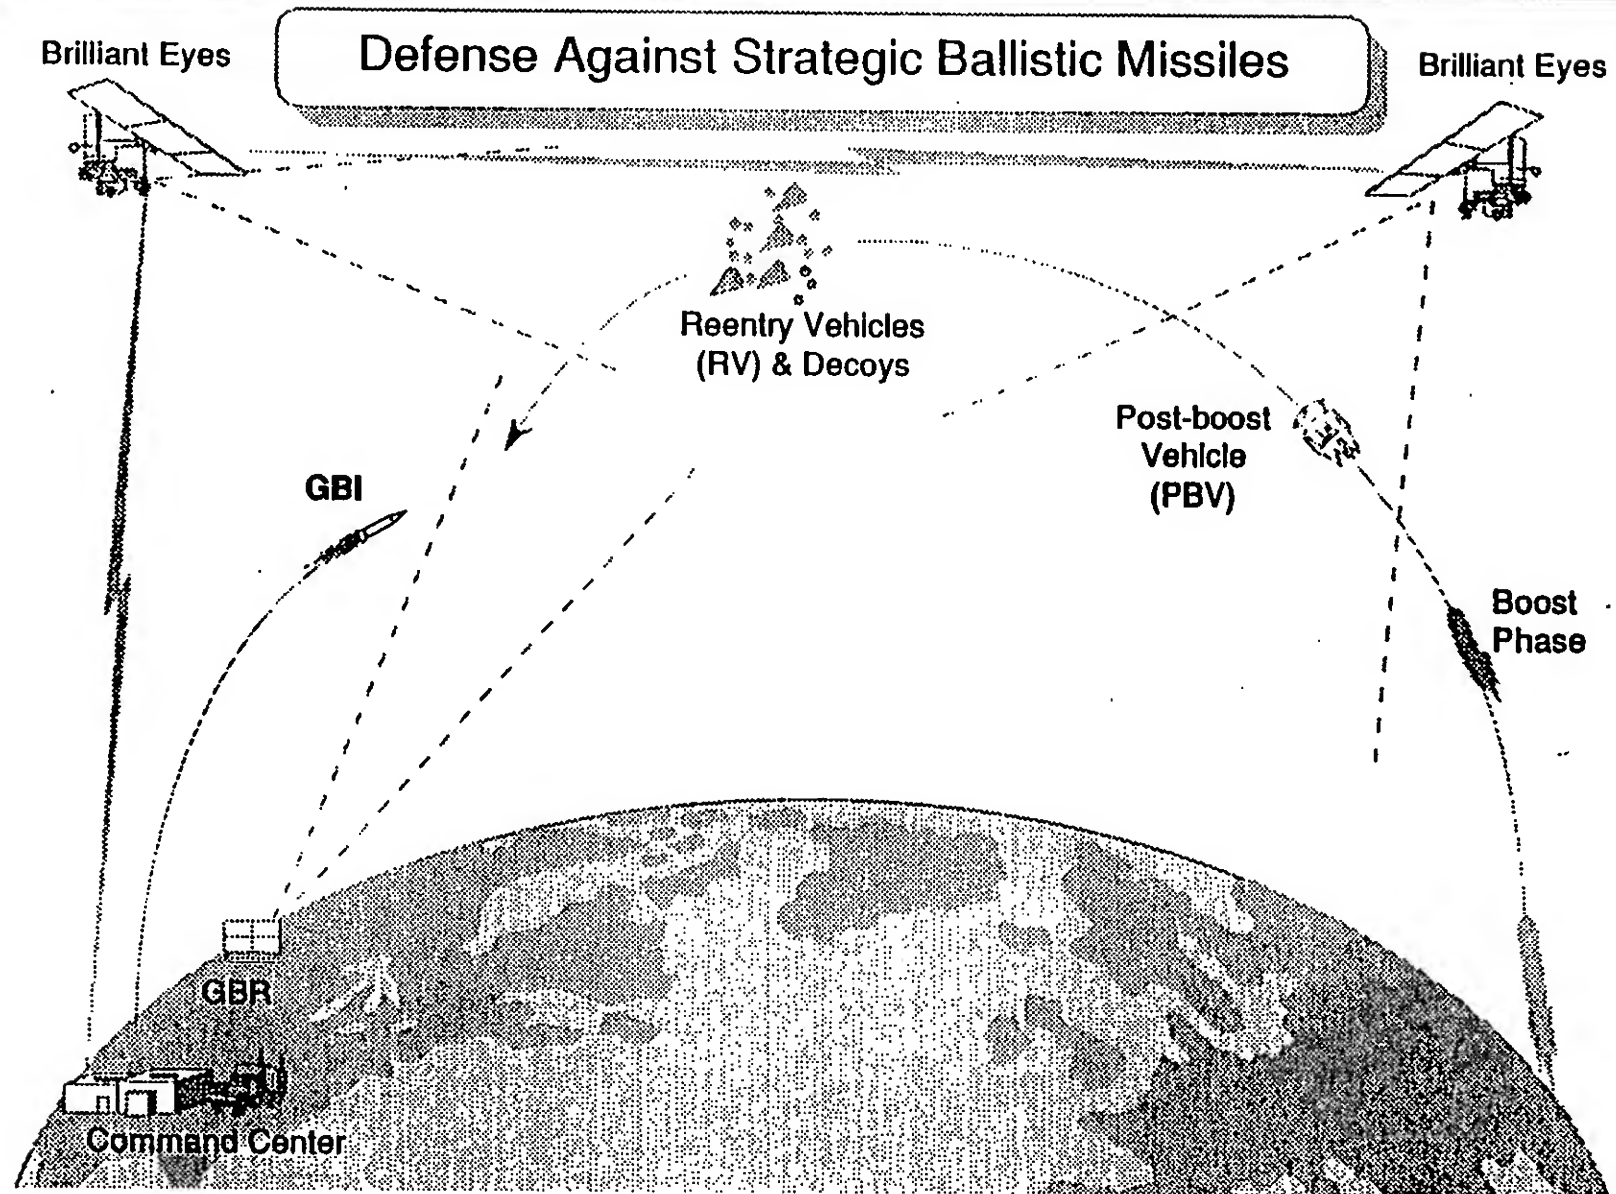 Defense Against Strategic Ballistic Missiles
Brilliant Eyes
Brilliant Eyes
Reentry Vehicles
(RV) & Decoys
Post-boost
Vehicle
(PBV)
GBI
Boost
Phase
GBR
Command Center